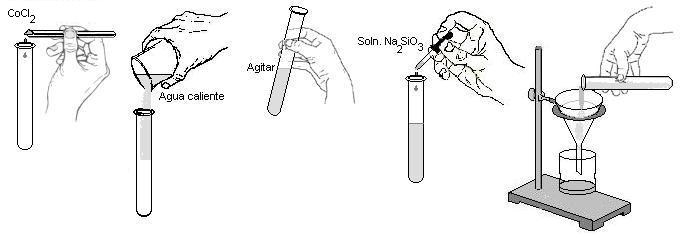 CoCl2
Agua caliente
Agitar
Soln. Na2SiO3